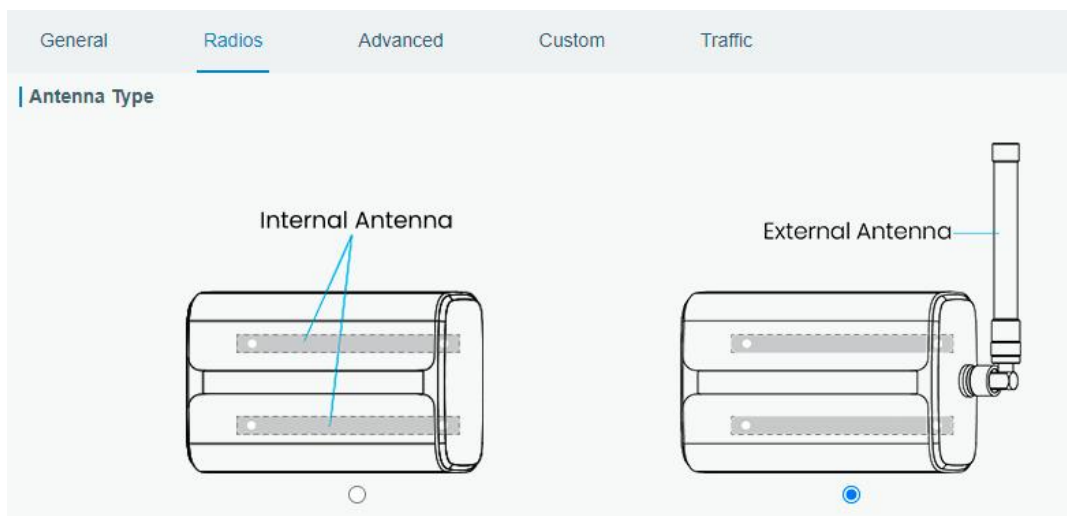 General Radios Advanced Custom Traffic
Antenna Type
Internal Antenna
External Antenna